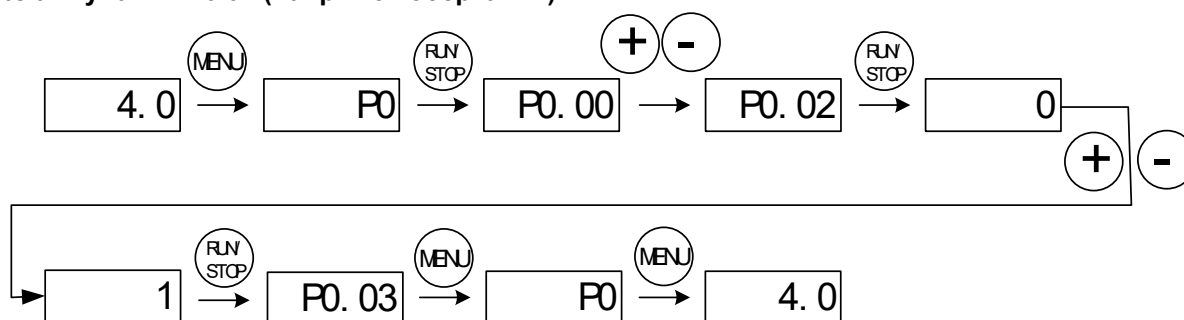 MENU RUN/ STOP + - RUN/ STOP
4. 0 P0 P0. 00 P0. 02 0
+ -
RUN/ STOP MENU MENU
1 P0. 03 P0 4. 0